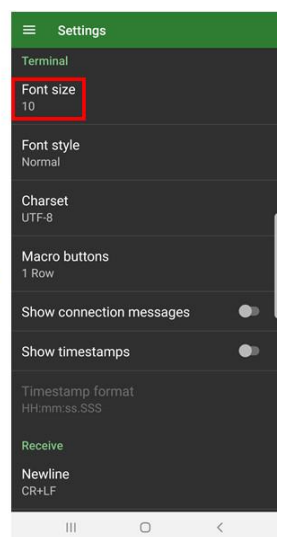 Settings
Terminal
Font size
10
Font style
Normal
Charset
UTF-8
Macro buttons
1 Row
Show connection messages
Show timestamps
Timestamp format
HH:mm:ss.SSS
Receive
Newline
CR+LF